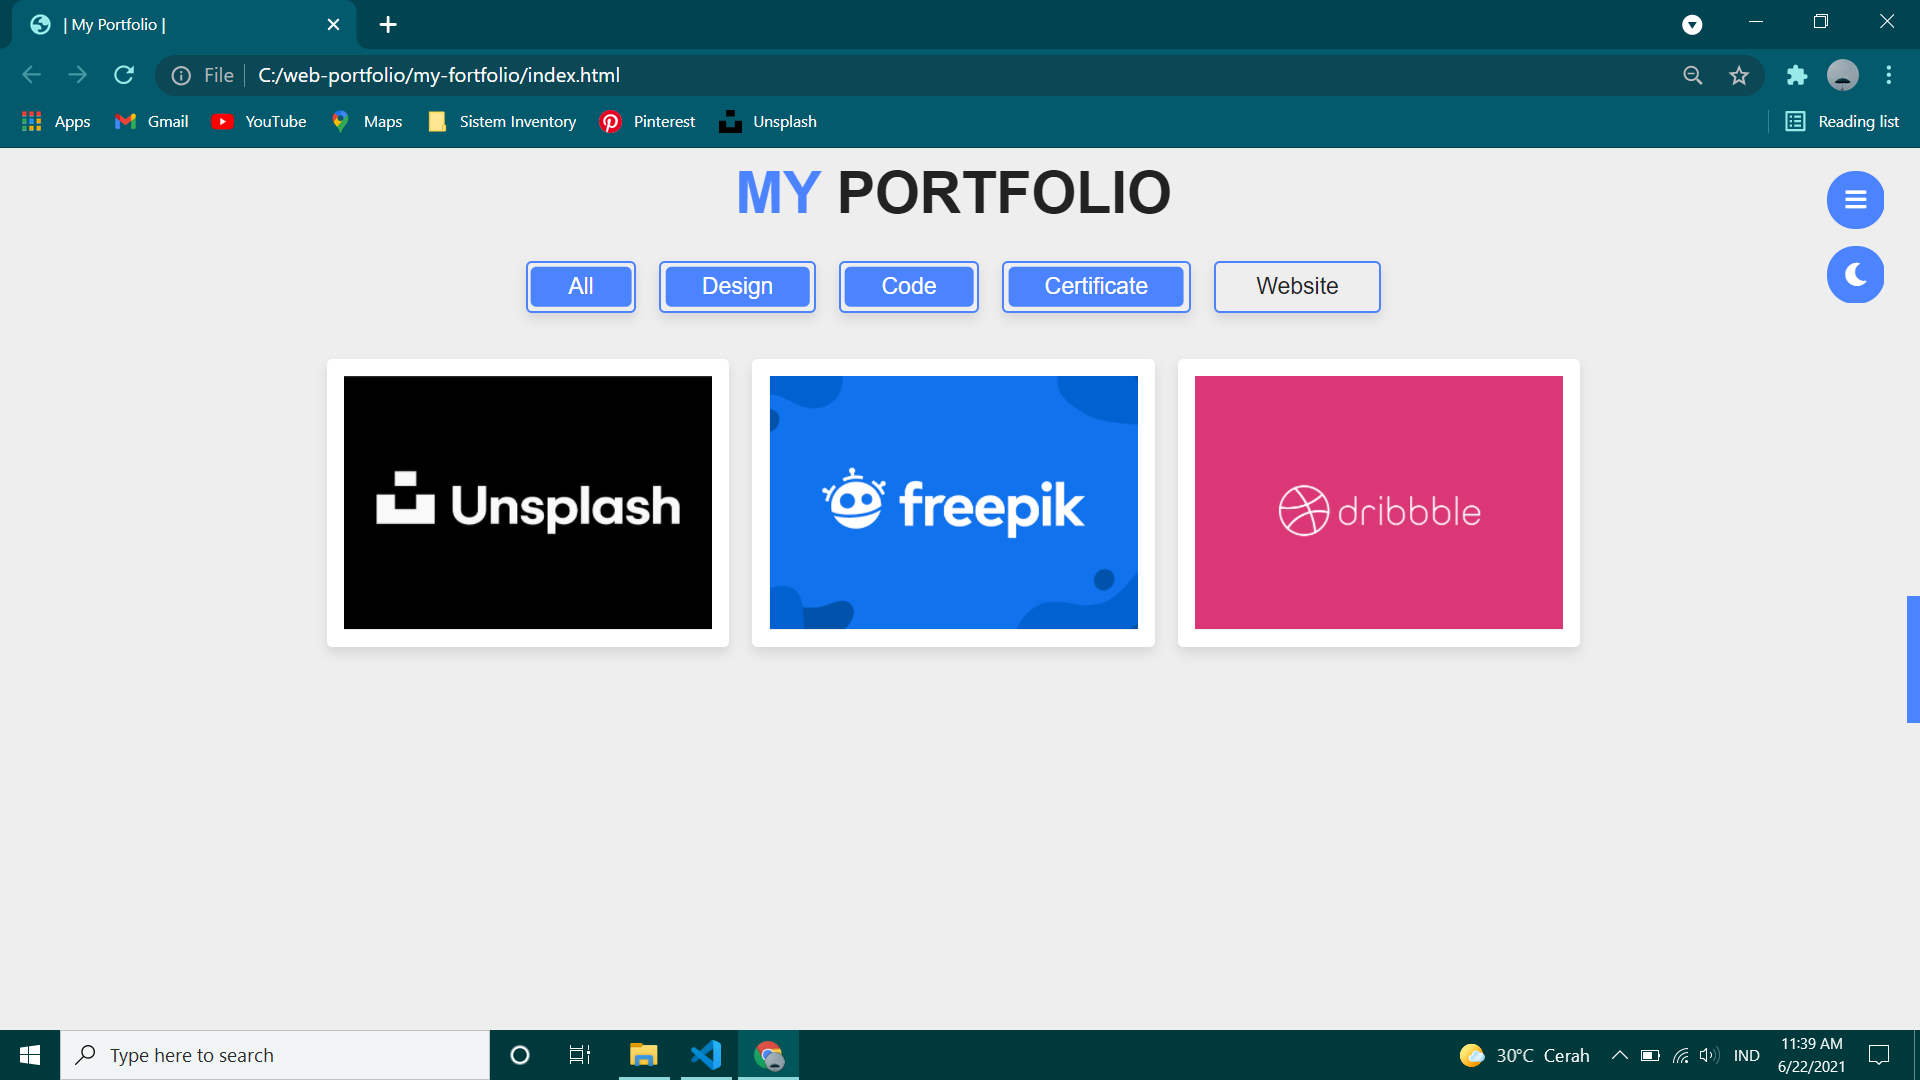 | My Portfolio |
File
C:/web-portfolio/my-fortfolio/index.html
Apps
Gmail
YouTube
Maps
Sistem Inventory
Pinterest
Unsplash
Reading list
MY PORTFOLIO
All
Design
Code
Certificate
Website
Unsplash
freepik
dribbble
Type here to search
30°C Cerah
IND
11:39 AM
6/22/2021